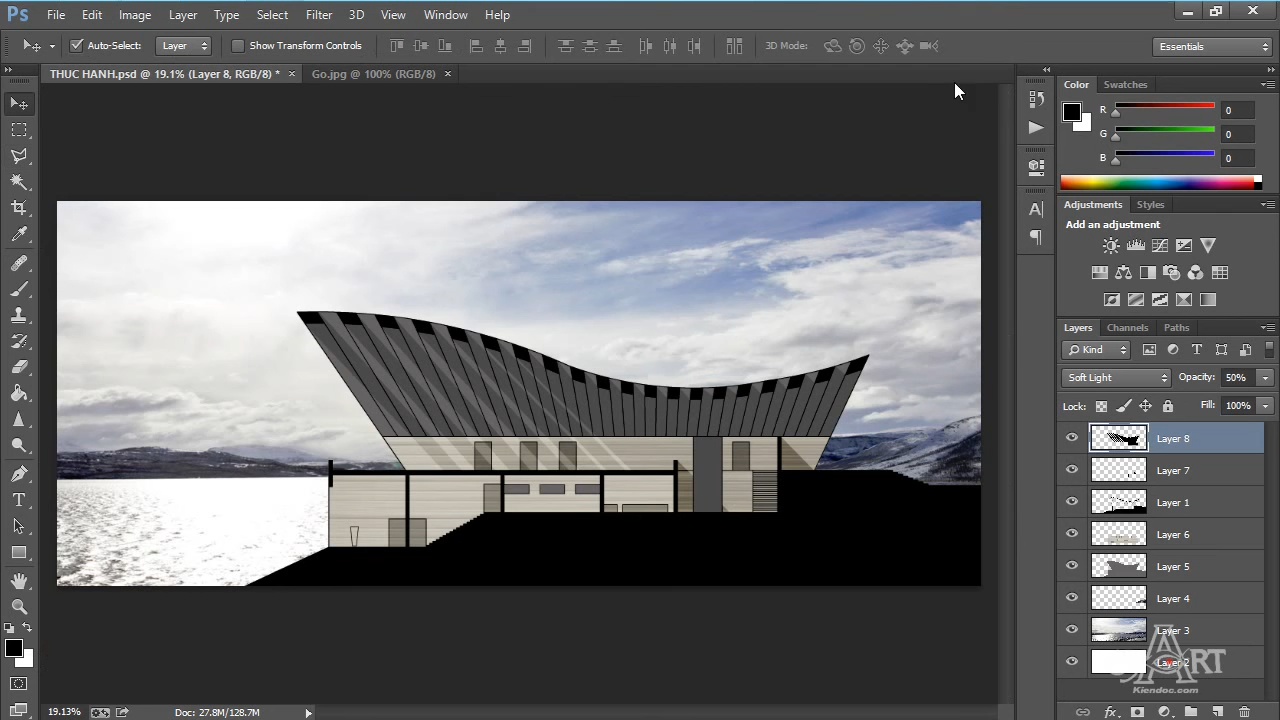 Ps File Edit Image Layer Type Select Filter 3D View Window Help
Auto-Select: Layer Show Transform Controls 3D Mode: Essentials
THUC HANH.psd @ 19.1% (Layer 8, RGB/8) * × Go.jpg @ 100% (RGB/8) ×
Color Swatches
R 0
G 0
B 0
Adjustments Styles
Add an adjustment
Layers Channels Paths
Kind T
Soft Light Opacity: 50%
Lock: Fill: 100%
Layer 8
Layer 7
Layer 1
Layer 6
Layer 5
Layer 4
Layer 3
Layer 2
ART
Kiendoc.com
19.13% Doc: 27.8M/128.7M
fx